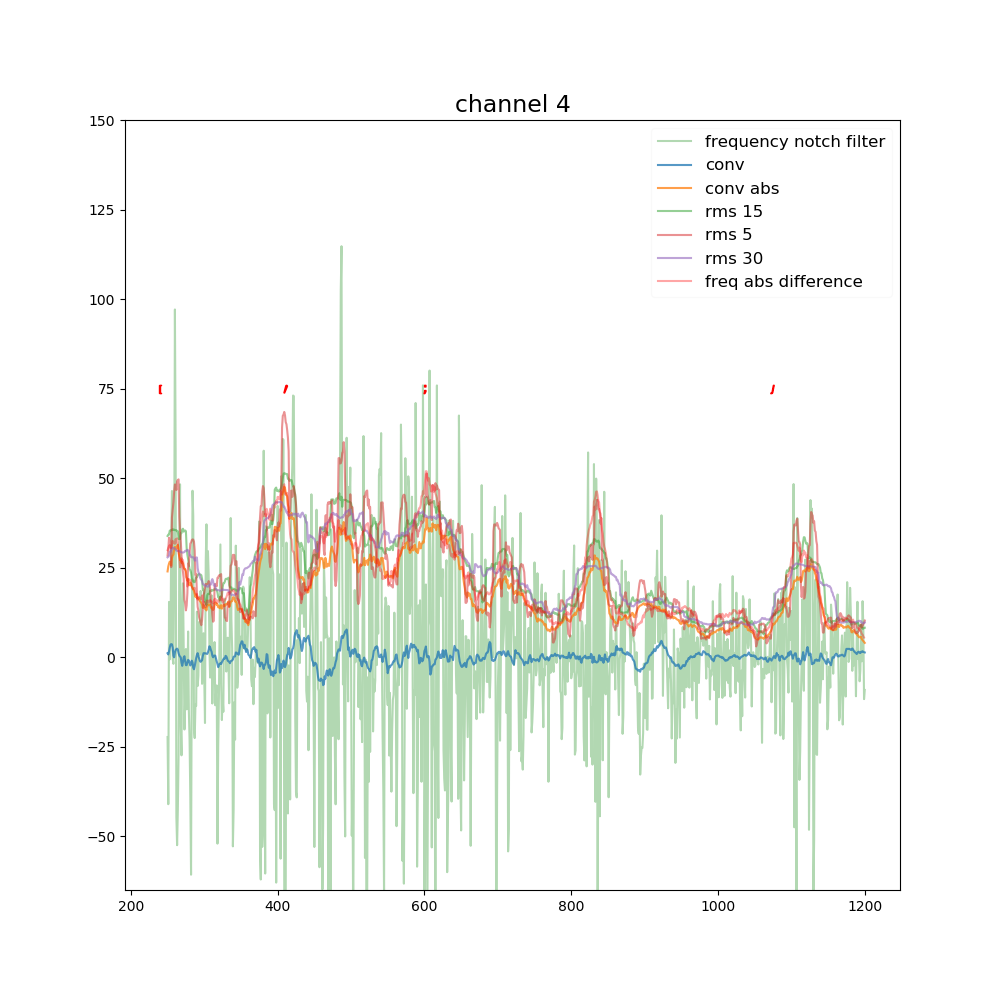 channel 4
150
frequency notch filter
conv
conv abs
rms 15
rms 5
rms 30
freq abs difference
125
100
75
[ / ; /
50
25
0
−25
−50
200 400 600 800 1000 1200